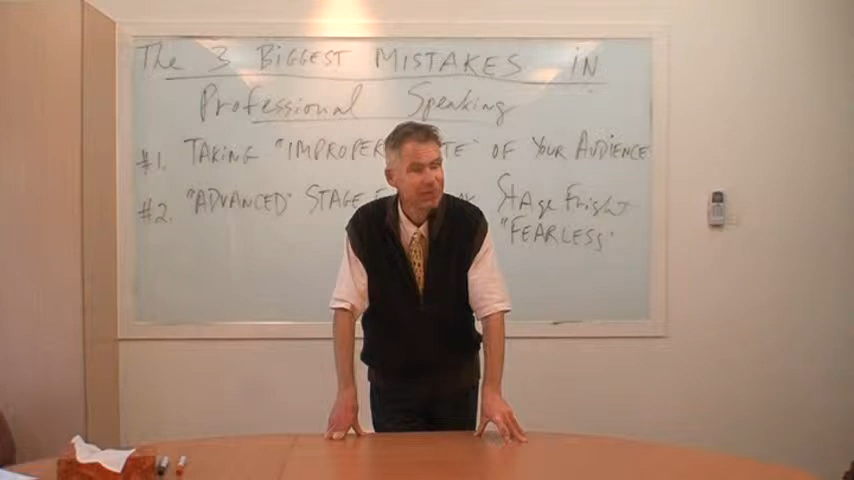 The 3 BIGGEST MISTAKES in
Professional Speaking
#1. TAKING "IMPROPER OF YOUR AUDIENCE
#2. "ADVANCED" STAGE Stage Fright
"FEARLESS"